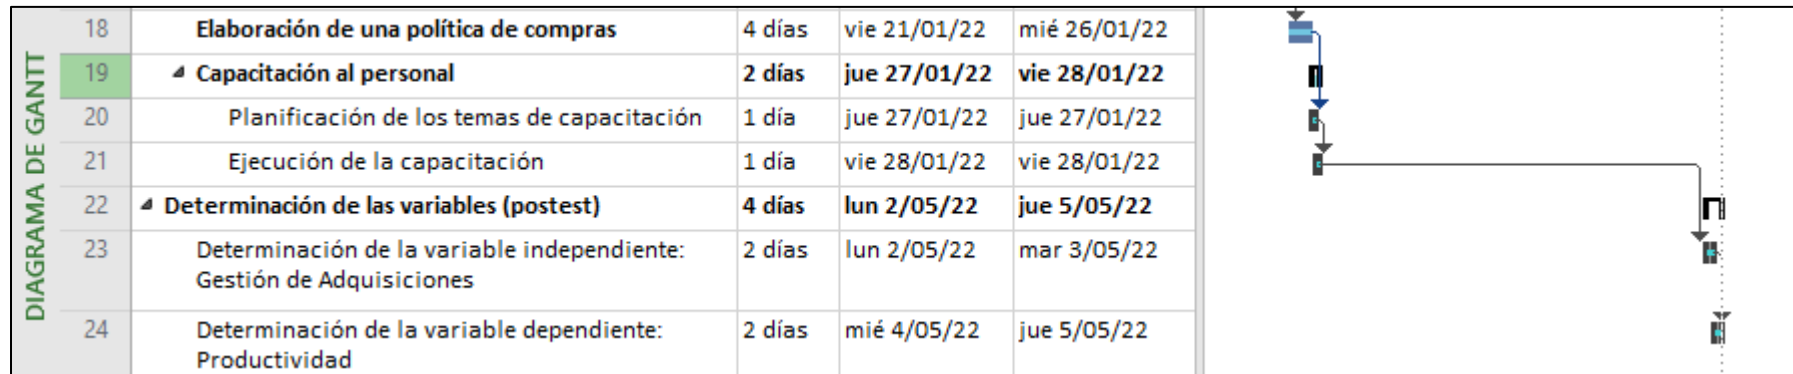 DIAGRAMA DE GANTT
18 Elaboración de una política de compras 4 días vie 21/01/22 mié 26/01/22
19 Capacitación al personal 2 días jue 27/01/22 vie 28/01/22
20 Planificación de los temas de capacitación 1 día jue 27/01/22 jue 27/01/22
21 Ejecución de la capacitación 1 día vie 28/01/22 vie 28/01/22
22 Determinación de las variables (postest) 4 días lun 2/05/22 jue 5/05/22
23 Determinación de la variable independiente: 2 días lun 2/05/22 mar 3/05/22
Gestión de Adquisiciones
24 Determinación de la variable dependiente: 2 días mié 4/05/22 jue 5/05/22
Productividad